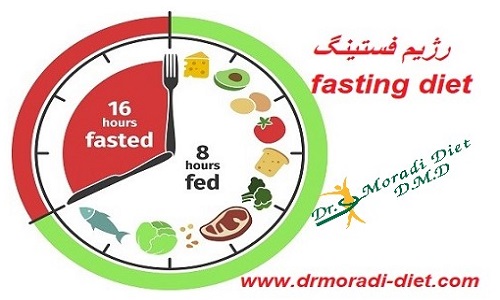 رژیم فستینگ
fasting diet
16
hours
fasted
8
hours
fed
Dr. Moradi Diet
D.M.D
www.drmoradi-diet.com